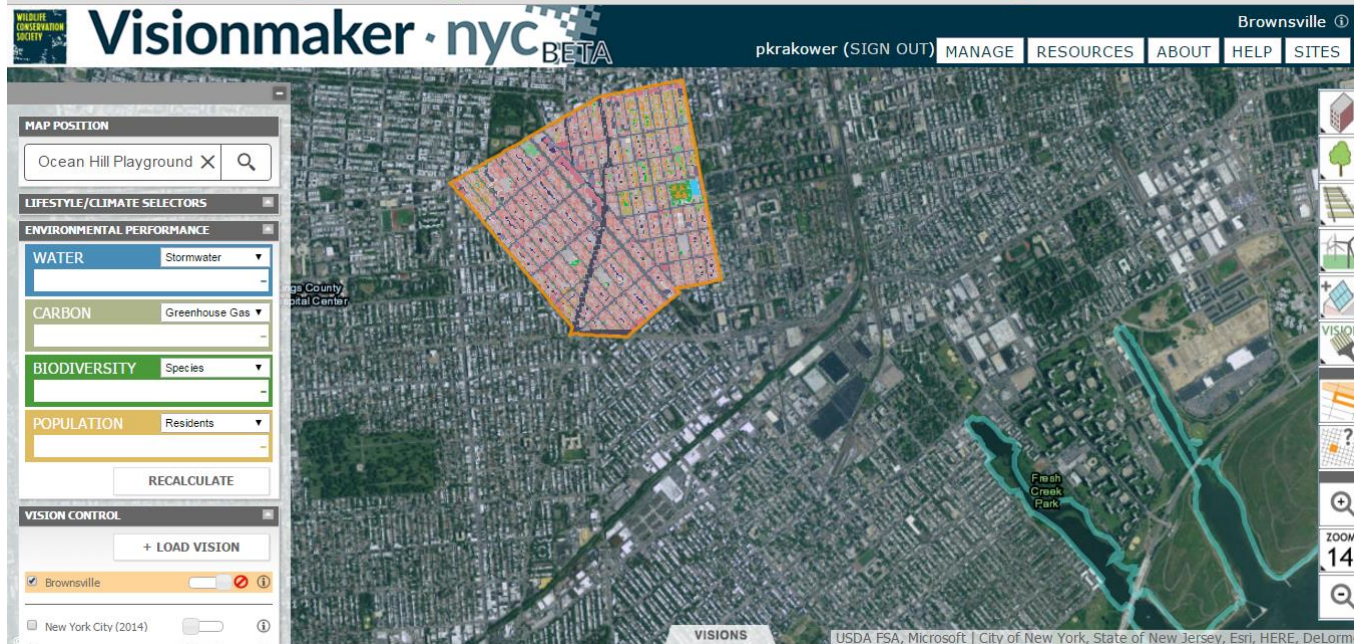 WILDLIFE
CONSERVATION
SOCIETY
Visionmaker · nyc BETA
Brownsville
pkrakower (SIGN OUT) MANAGE RESOURCES ABOUT HELP SITES
MAP POSITION
Ocean Hill Playground
LIFESTYLE/CLIMATE SELECTORS
ENVIRONMENTAL PERFORMANCE
WATER Stormwater
CARBON Greenhouse Gas
BIODIVERSITY Species
POPULATION Residents
RECALCULATE
VISION CONTROL
+ LOAD VISION
Brownsville
New York City (2014)
County
Center
Fresh
Creek
Park
ZOOM
14
VISIONS
USDA FSA, Microsoft | City of New York, State of New Jersey, Esri, HERE, DeLorm